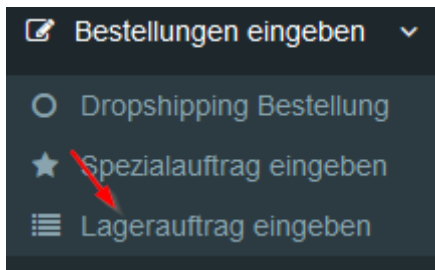 Bestellungen eingeben
Dropshipping Bestellung
Spezialauftrag eingeben
Lagerauftrag eingeben